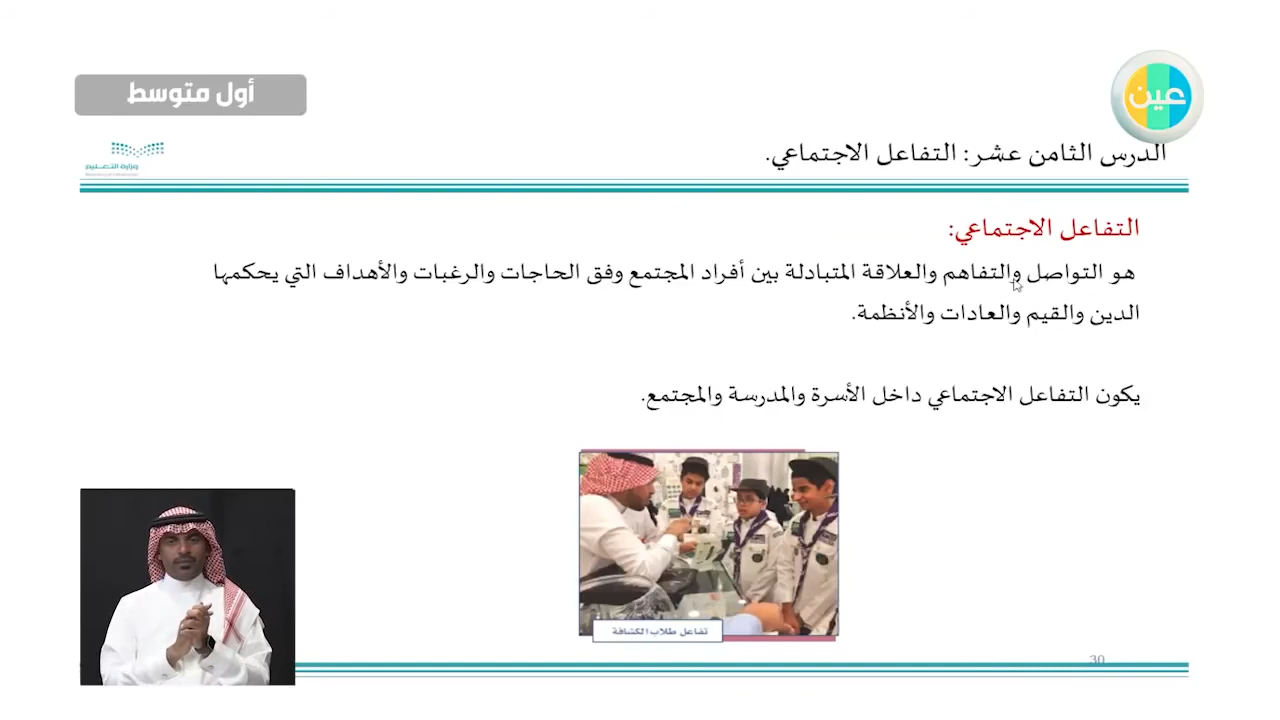 أول متوسط
عين
وزارة التعليم
الدرس الثامن عشر: التفاعل الاجتماعي.
التفاعل الاجتماعي:
هو التواصل والتفاهم والعلاقة المتبادلة بين أفراد المجتمع وفق الحاجات والرغبات والأهداف التي يحكمها
الدين والقيم والعادات والأنظمة.
يكون التفاعل الاجتماعي داخل الأسرة والمدرسة والمجتمع.
تفاعل طلاب الكشافة
30